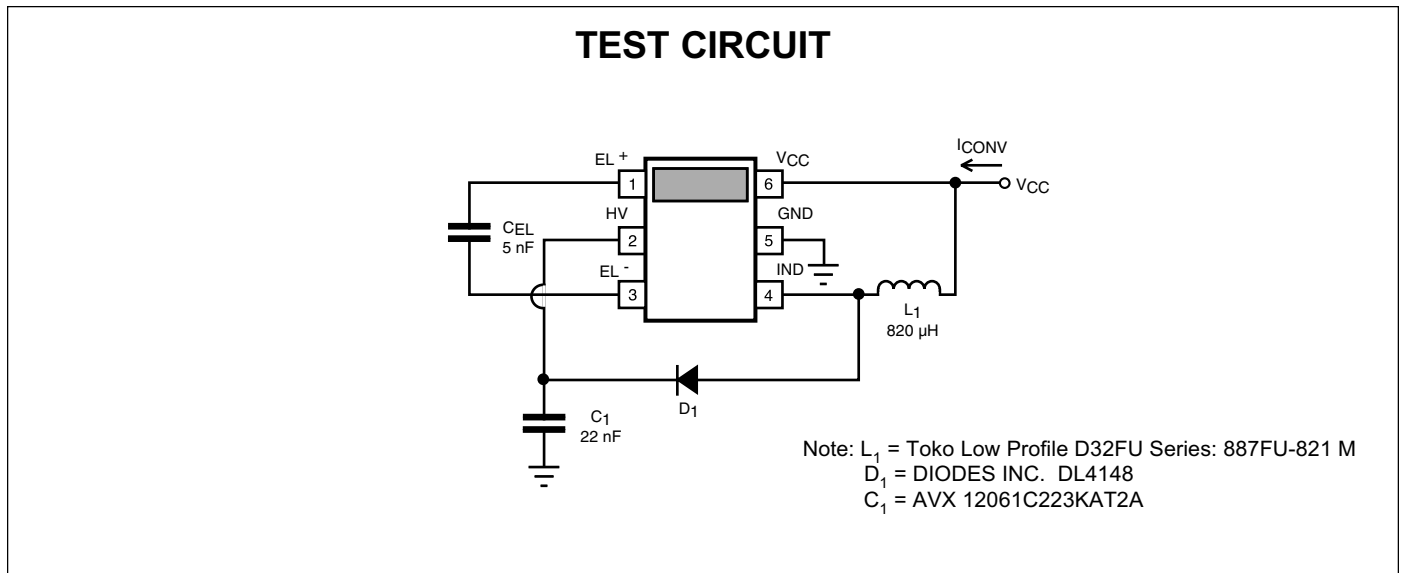 TEST CIRCUIT
ICONV
EL +
VCC
1
6
VCC
HV
GND
CEL
5 nF
2
5
EL -
IND
3
4
L1
820 µH
D1
C1
22 nF
Note: L1 = Toko Low Profile D32FU Series: 887FU-821 M
D1 = DIODES INC. DL4148
C1 = AVX 12061C223KAT2A